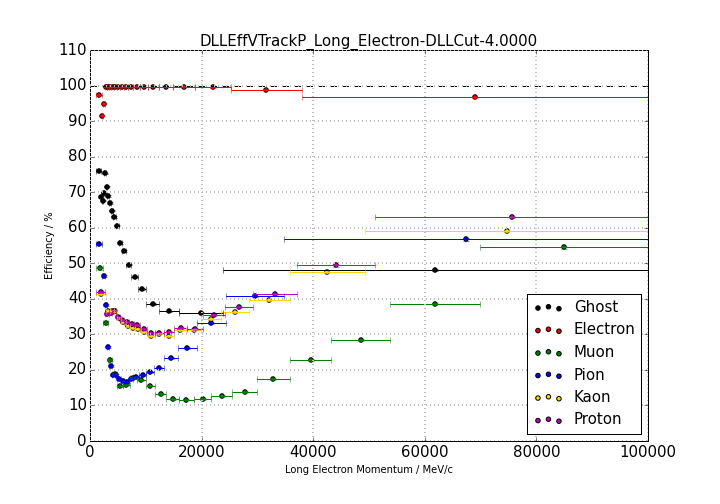 DLLEffVTrackP_Long_Electron-DLLCut-4.0000
110
100
90
80
70
60
50
40
30
20
10
0
Efficiency / %
0 20000 40000 60000 80000 100000
Long Electron Momentum / MeV/c
Ghost
Electron
Muon
Pion
Kaon
Proton